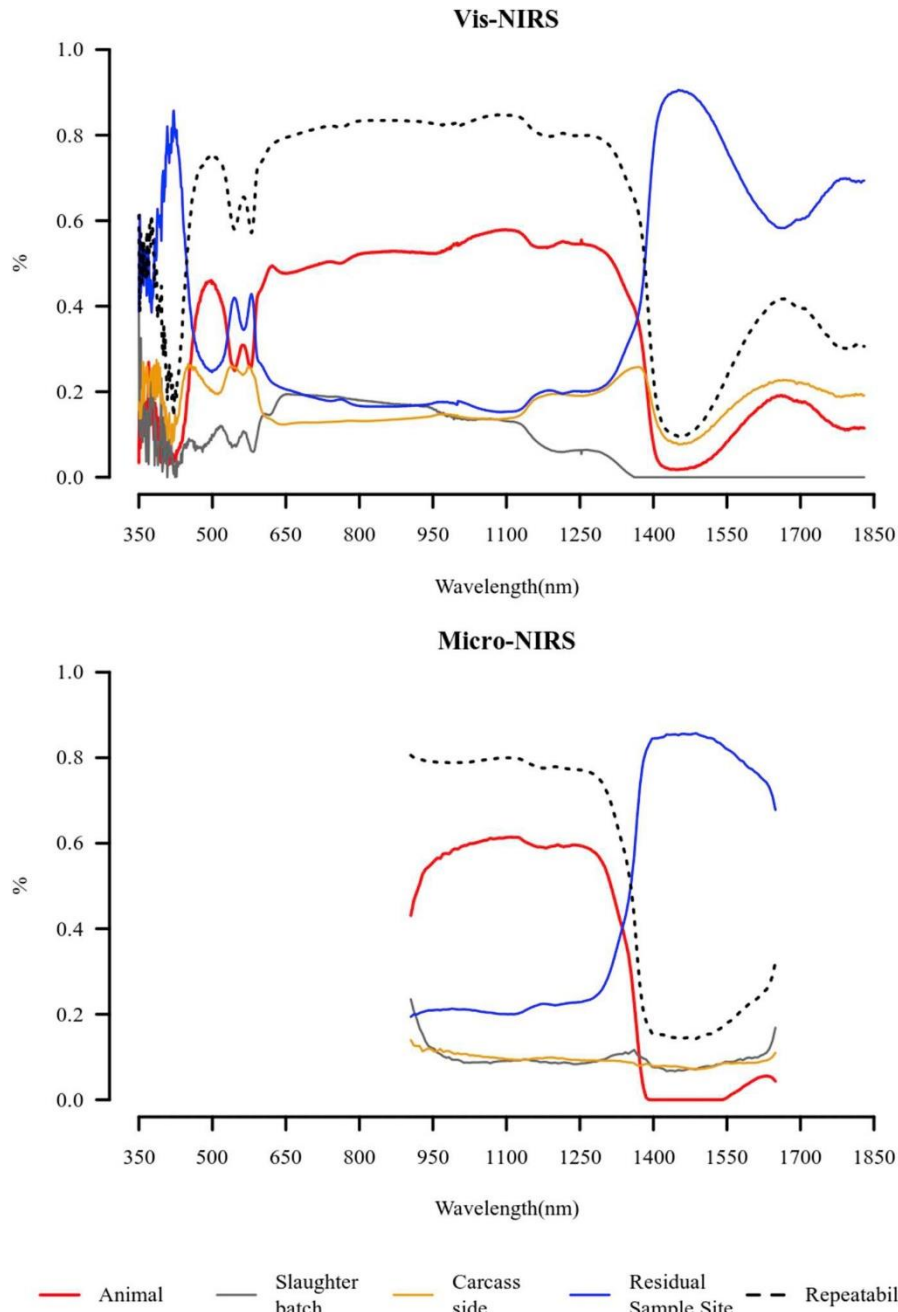 Vis-NIRS
1.0
0.8
0.6
%
0.4
0.2
0.0
350 500 650 800 950 1100 1250 1400 1550 1700 1850
Wavelength(nm)
Micro-NIRS
1.0
0.8
0.6
%
0.4
0.2
0.0
350 500 650 800 950 1100 1250 1400 1550 1700 1850
Wavelength(nm)
Animal Slaughter Carcass Residual Repeatabil
batch side Sample Site